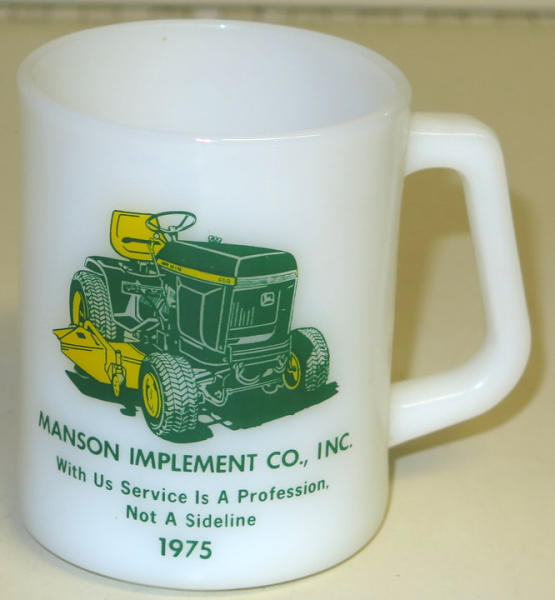 MANSON IMPLEMENT CO., INC.
With Us Service Is A Profession,
Not A Sideline
1975